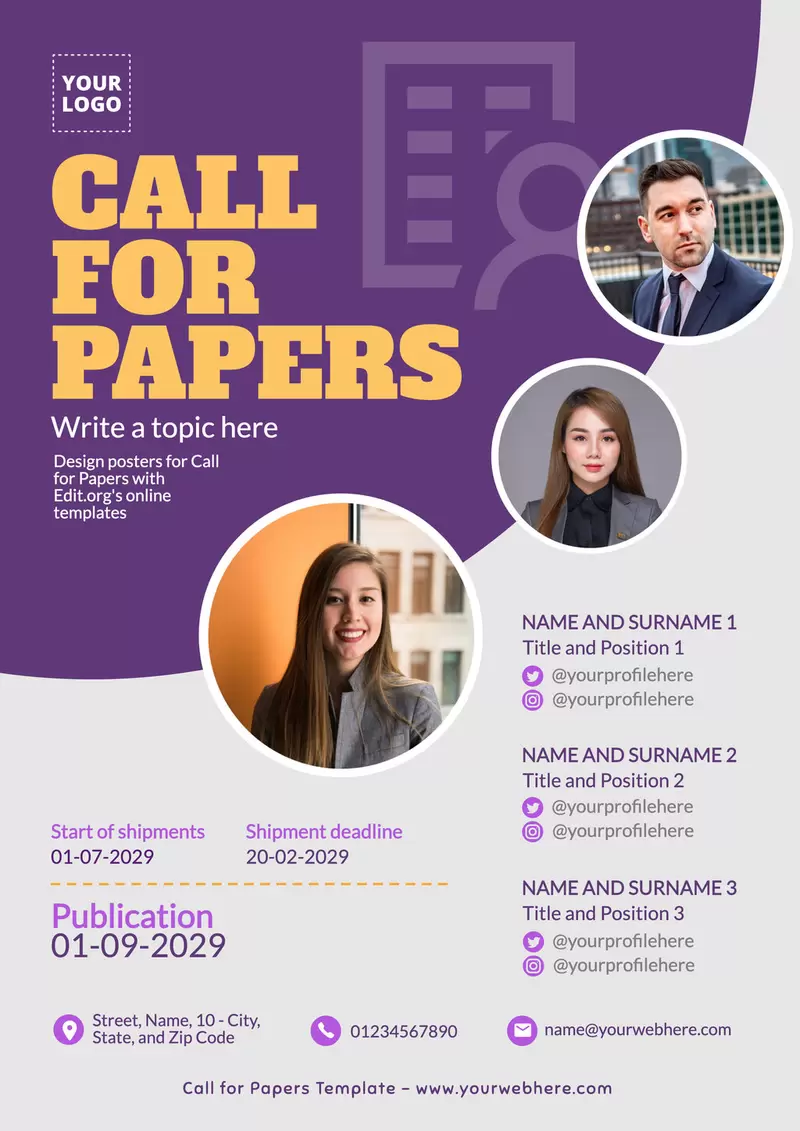 YOUR
LOGO
CALL
FOR
PAPERS
Write a topic here
Design posters for Call
for Papers with
Edit.org's online
templates
NAME AND SURNAME 1
Title and Position 1
@yourprofilehere
@yourprofilehere
NAME AND SURNAME 2
Title and Position 2
@yourprofilehere
@yourprofilehere
NAME AND SURNAME 3
Title and Position 3
@yourprofilehere
@yourprofilehere
Start of shipments
01-07-2029
Shipment deadline
20-02-2029
Publication
01-09-2029
Street, Name, 10 - City,
State, and Zip Code
01234567890
name@yourwebhere.com
Call for Papers Template - www.yourwebhere.com